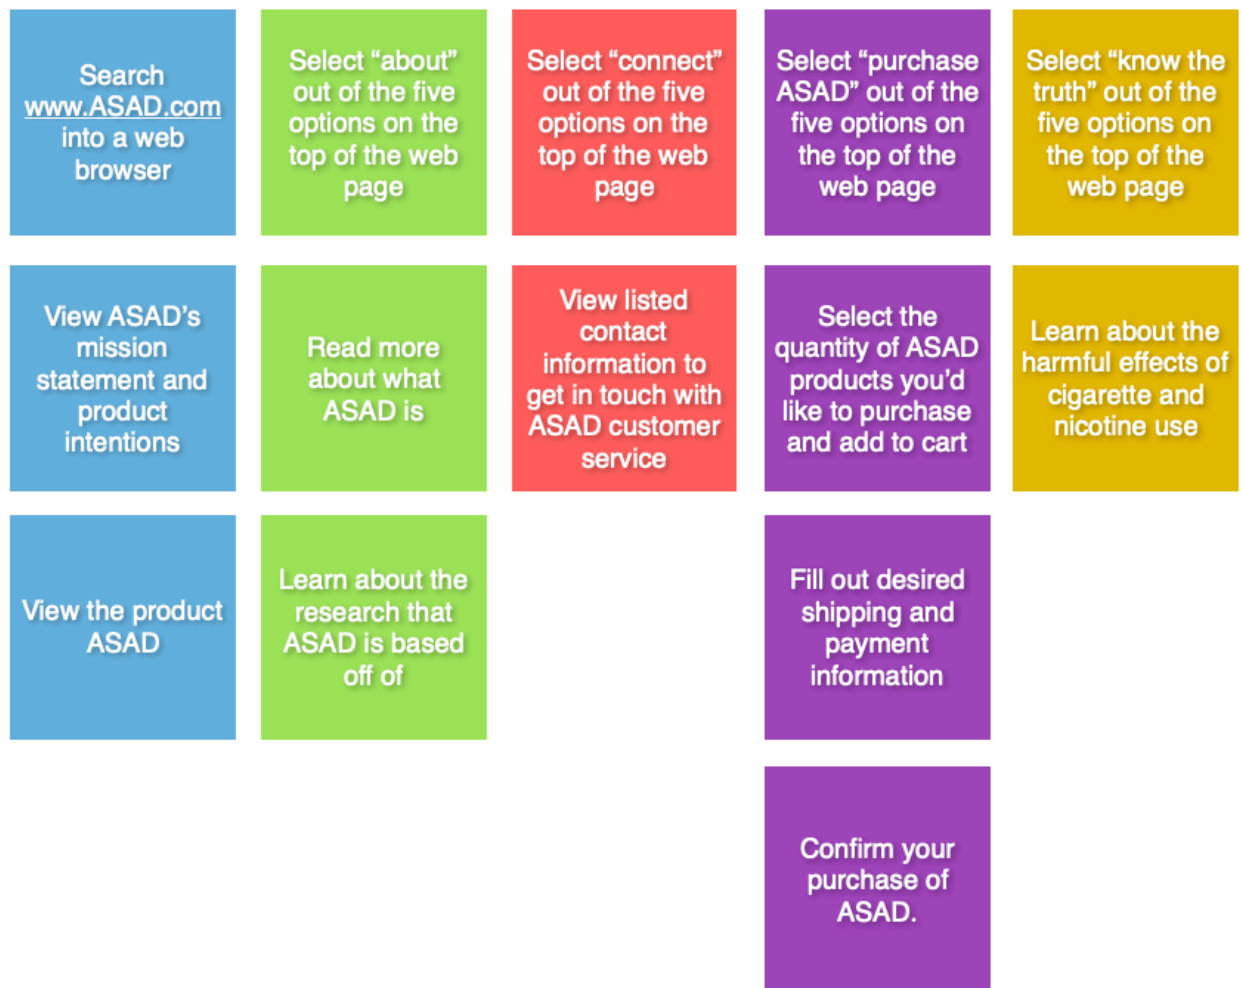 Search
www.ASAD.com
into a web
browser
Select “about”
out of the five
options on the
top of the web
page
Select “connect”
out of the five
options on the
top of the web
page
Select “purchase
ASAD” out of the
five options on
the top of the
web page
Select “know the
truth” out of the
five options on
the top of the
web page
View ASAD’s
mission
statement and
product
intentions
Read more
about what
ASAD is
View listed
contact
information to
get in touch with
ASAD customer
service
Select the
quantity of ASAD
products you’d
like to purchase
and add to cart
Learn about the
harmful effects of
cigarette and
nicotine use
View the product
ASAD
Learn about the
research that
ASAD is based
off of
Fill out desired
shipping and
payment
information
Confirm your
purchase of
ASAD.